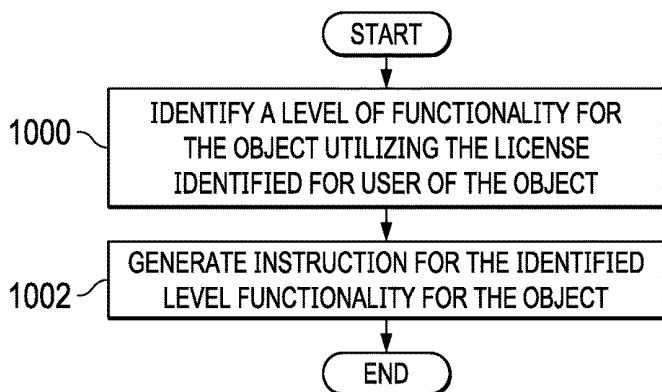 START
1000
IDENTIFY A LEVEL OF FUNCTIONALITY FOR
THE OBJECT UTILIZING THE LICENSE
IDENTIFIED FOR USER OF THE OBJECT
1002
GENERATE INSTRUCTION FOR THE IDENTIFIED
LEVEL FUNCTIONALITY FOR THE OBJECT
END